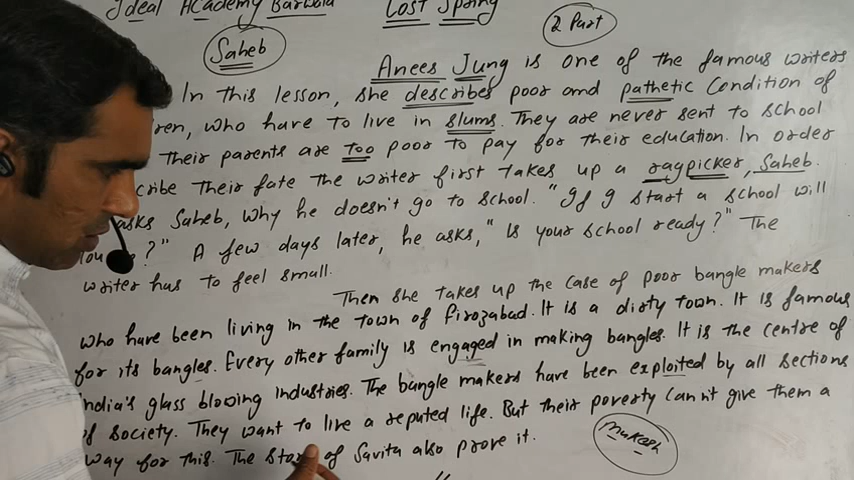 Ideal Academy Barwala Lost Spring 2 Part
Saheb
Anees Jung is one of the famous writers
In this lesson, she describes poor and pathetic Condition of
ren, who have to live in slums. They are never sent to school
Their parents are too poor to pay for their education. In order
cribe their fate the writer first takes up a ragpicker, Saheb.
asks Saheb, why he doesn't go to school. "If I start a school will
? " A few days later, he asks, "Is your school ready?" The
writer has to feel small.
Then she takes up the case of poor bangle makers
who have been living in the town of Firozabad. It is a dirty town. It is famous
for its bangles. Every other family is engaged in making bangles. It is the centre of
India's glass blowing industries. The bangle makers have been exploited by all sections
of society. They want to live a reputed life. But their poverty can n't give them a
way for this. The Story of Savita also prove it.
Mukesh